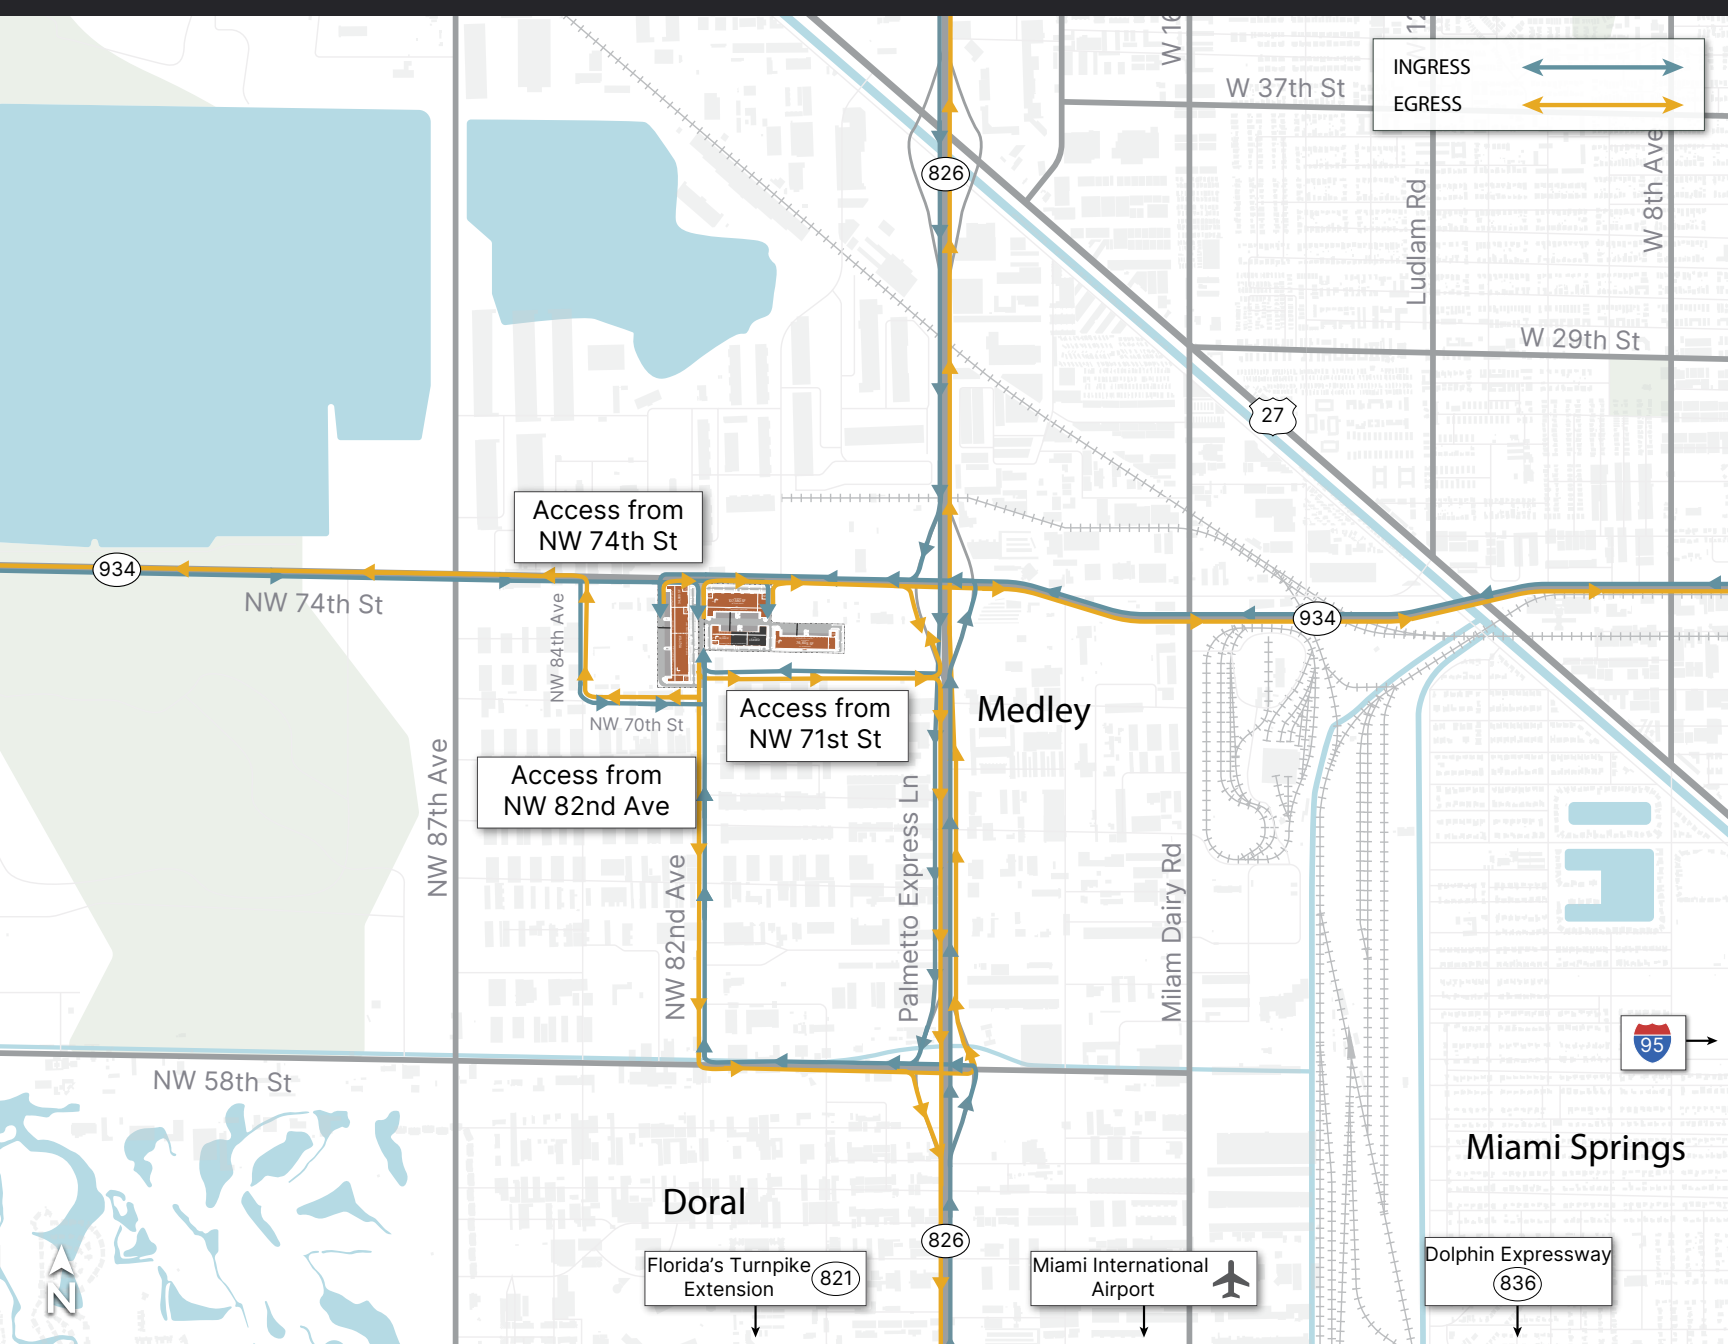 W 16
12
W 37th St
INGRESS
EGRESS
W 8th Ave
826
Ludlam Rd
W 29th St
27
Access from
NW 74th St
934
NW 74th St
NW 84th Ave
934
Medley
NW 70th St
Access from
NW 71st St
Access from
NW 82nd Ave
NW 87th Ave
NW 82nd Ave
Palmetto Express Ln
Milam Dairy Rd
95
NW 58th St
Miami Springs
Doral
826
Florida's Turnpike
Extension
821
Miami International
Airport
Dolphin Expressway
836
N